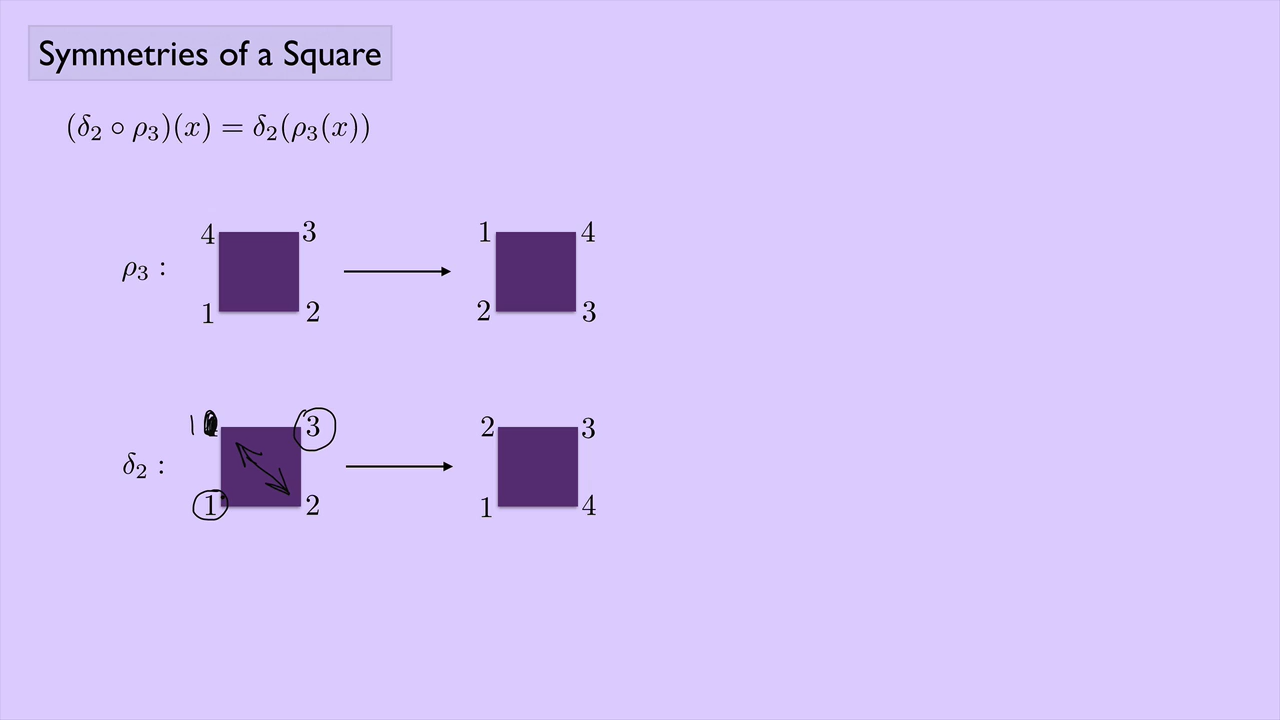 Symmetries of a Square
(δ₂ ∘ ρ₃)(x) = δ₂(ρ₃(x))
4 3 1 4
ρ₃ :
1 2 2 3
1 3 2 3
δ₂ :
1 2 1 4